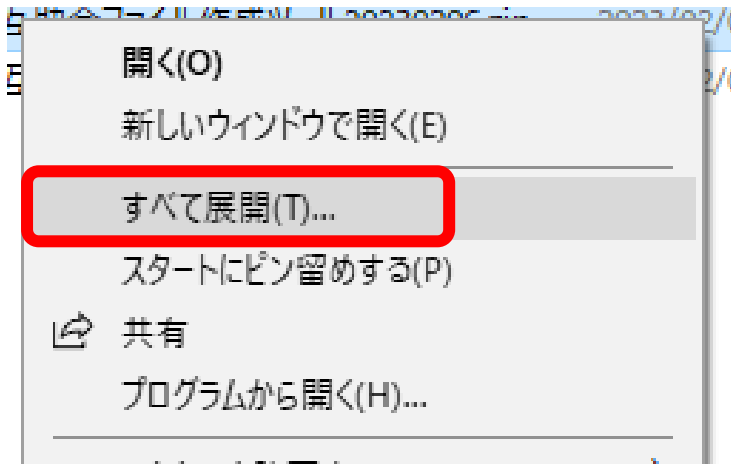 2023/02/
開く(O)
新しいウィンドウで開く(E)
すべて展開(T)...
スタートにピン留めする(P)
共有
プログラムから開く(H)...